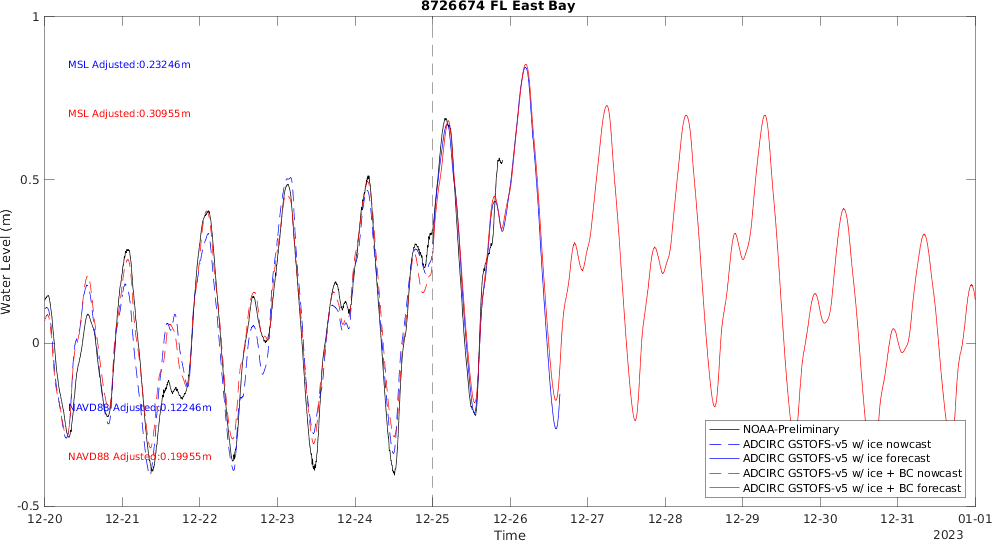 8726674 FL East Bay
MSL Adjusted:0.23246m
MSL Adjusted:0.30955m
NAVD88 Adjusted:0.12246m
NAVD88 Adjusted:0.19955m
Water Level (m)
1
0.5
0
-0.5
NOAA-Preliminary
ADCIRC GSTOFS-v5 w/ ice nowcast
ADCIRC GSTOFS-v5 w/ ice forecast
ADCIRC GSTOFS-v5 w/ ice + BC nowcast
ADCIRC GSTOFS-v5 w/ ice + BC forecast
12-20 12-21 12-22 12-23 12-24 12-25 12-26 12-27 12-28 12-29 12-30 12-31 01-01
Time
2023